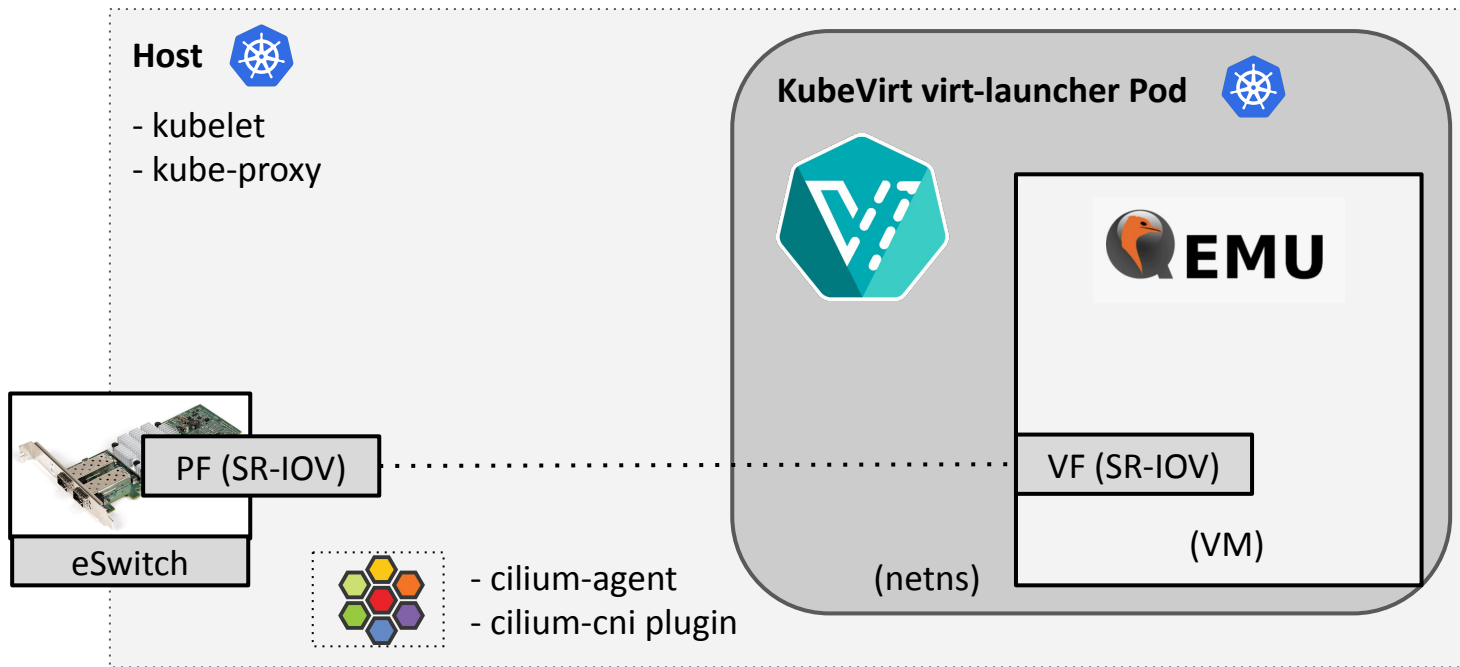 Host
- kubelet
- kube-proxy
KubeVirt virt-launcher Pod
QEMU
PF (SR-IOV)
VF (SR-IOV)
eSwitch
(VM)
- cilium-agent
- cilium-cni plugin
(netns)